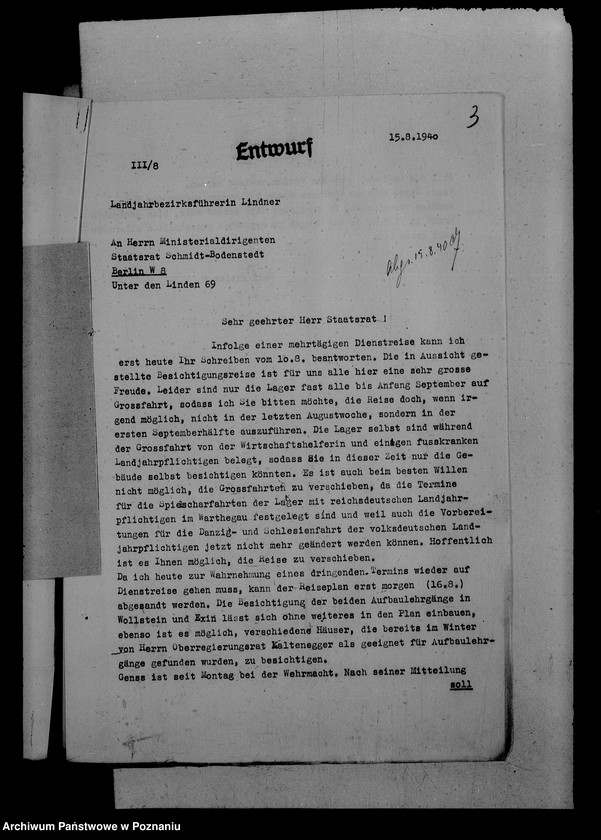 3
15.8.1940
Entwurf
III/8
Landjahrbezirksführerin Lindner
An Herrn Ministerialdirigenten
Staatsrat Schmidt-Bodenstedt
Berlin W 8
Unter den Linden 69
abges. 15.8.40
Sehr geehrter Herr Staatsrat !
Infolge einer mehrtägigen Dienstreise kann ich
erst heute Ihr Schreiben vom 10.8. beantworten. Die in Aussicht ge-
stellte Besichtigungsreise ist für uns alle hier eine sehr grosse
Freude. Leider sind nur die Lager fast alle bis Anfang September auf
Grossfahrt, sodass ich Sie bitten möchte, die Reise doch, wenn ir-
gend möglich, nicht in der letzten Augustwoche, sondern in der
ersten Septemberhälfte auszuführen. Die Lager selbst sind während
der Grossfahrt von der Wirtschaftshelferin und einigen fusskranken
Landjahrpflichtigen belegt, sodass Sie in dieser Zeit nur die Ge-
bäude selbst besichtigen könnten. Es ist auch beim besten Willen
nicht möglich, die Grossfahrten zu verschieben, da die Termine
für die Spielscharfahrten der Lager mit reichsdeutschen Landjahr-
pflichtigen im Warthegau festgelegt sind und weil auch die Vorberei-
tungen für die Danzig- und Schlesienfahrt der volksdeutschen Land-
jahrpflichtigen jetzt nicht mehr geändert werden können. Hoffentlich
ist es Ihnen möglich, die Reise zu verschieben.
Da ich heute zur Wahrnehmung eines dringenden Termins wieder auf
Dienstreise gehen muss, kann der Reiseplan erst morgen (16.8.)
abgesandt werden. Die Besichtigung der beiden Aufbaulehrgänge in
Wollstein und Exin lässt sich ohne weiteres in den Plan einbauen,
ebenso ist es möglich, verschiedene Häuser, die bereits im Winter
von Herrn Oberregierungsrat Kaltenegger als geeignet für Aufbaulehr-
gänge gefunden wurden, zu besichtigen.
Genss ist seit Montag bei der Wehrmacht. Nach seiner Mitteilung
soll
Archiwum Państwowe w Poznaniu